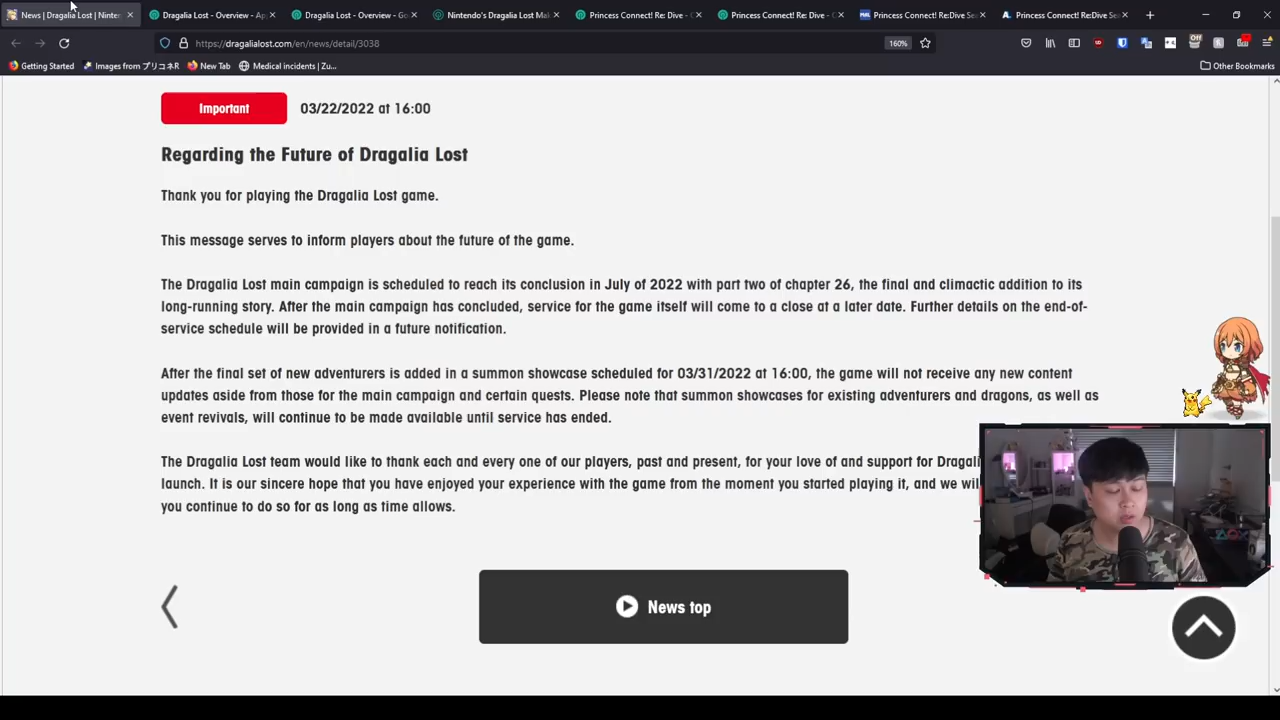 News | Dragalia Lost | Ninten
Dragalia Lost - Overview - Ap
Dragalia Lost - Overview - Go
Nintendo's Dragalia Lost Mak
Princess Connect! Re: Dive -
Princess Connect! Re: Dive -
Princess Connect! Re:Dive Sea
Princess Connect! Re:Dive Sea
https://dragalialost.com/en/news/detail/3038
160%
Off
Getting Started
Images from プリコネR
New Tab
Medical incidents | Zu...
Other Bookmarks
Important
03/22/2022 at 16:00
Regarding the Future of Dragalia Lost
Thank you for playing the Dragalia Lost game.
This message serves to inform players about the future of the game.
The Dragalia Lost main campaign is scheduled to reach its conclusion in July of 2022 with part two of chapter 26, the final and climactic addition to its
long-running story. After the main campaign has concluded, service for the game itself will come to a close at a later date. Further details on the end-of-
service schedule will be provided in a future notification.
After the final set of new adventurers is added in a summon showcase scheduled for 03/31/2022 at 16:00, the game will not receive any new content
updates aside from those for the main campaign and certain quests. Please note that summon showcases for existing adventurers and dragons, as well as
event revivals, will continue to be made available until service has ended.
The Dragalia Lost team would like to thank each and every one of our players, past and present, for your love of and support for Dragali
launch. It is our sincere hope that you have enjoyed your experience with the game from the moment you started playing it, and we wil
you continue to do so for as long as time allows.
News top